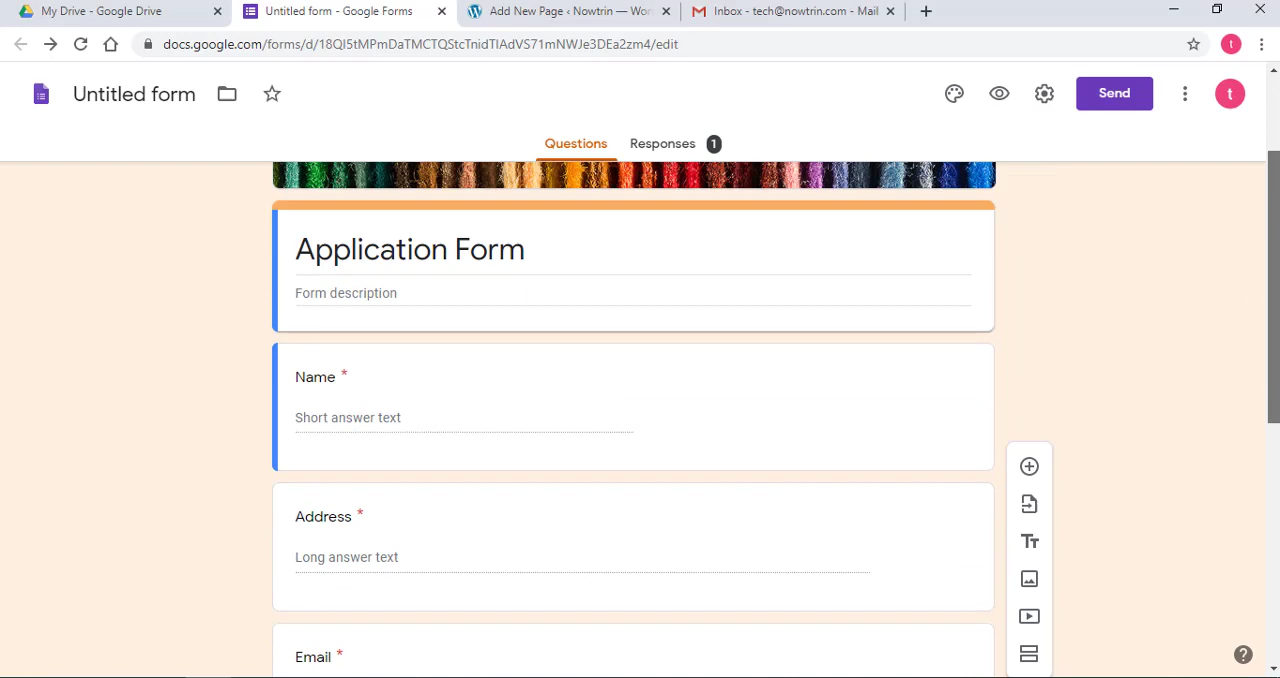 My Drive - Google Drive
Untitled form - Google Forms
Add New Page ‹ Nowtrin — Wor
Inbox - tech@nowtrin.com - Mail
docs.google.com/forms/d/18QI5tMPmDaTMCTQStcTnidTIAdVS71mNWJe3DEa2zm4/edit
t
Untitled form
Send
t
Questions
Responses 1
Application Form
Form description
Name *
Short answer text
Address *
Long answer text
Tт
Email *